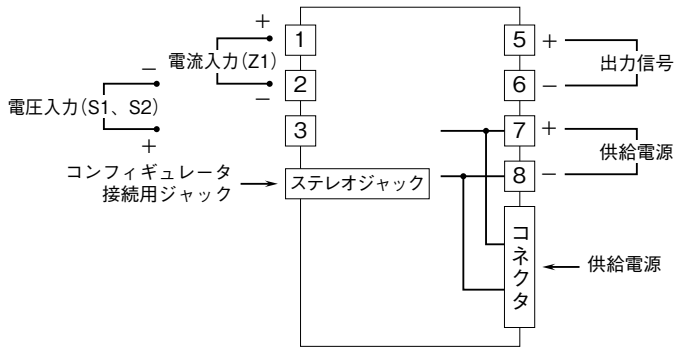 +
1
電流入力(Z1)
2
−
−
電圧入力(S1、S2)
+
3
コンフィギュレータ
接続用ジャック
ステレオジャック
5
+
出力信号
6
−
7
+
供給電源
8
−
コネクタ
供給電源